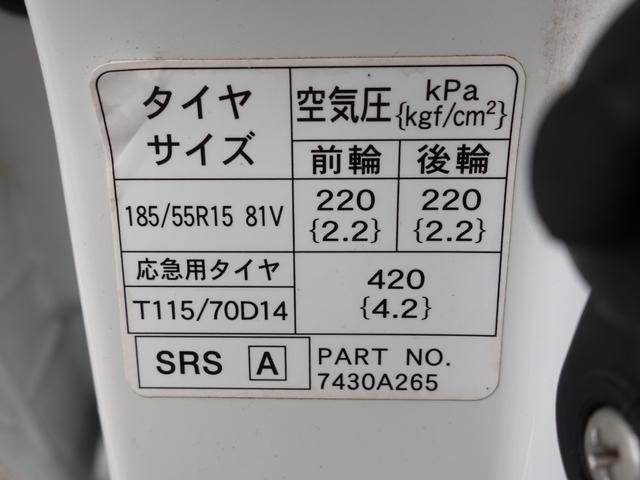 タイヤ
サイズ
空気圧 kPa {kgf/cm²}
前輪 後輪
185/55R15 81V 220 {2.2} 220 {2.2}
応急用タイヤ
T115/70D14 420 {4.2}
SRS A PART NO.
7430A265